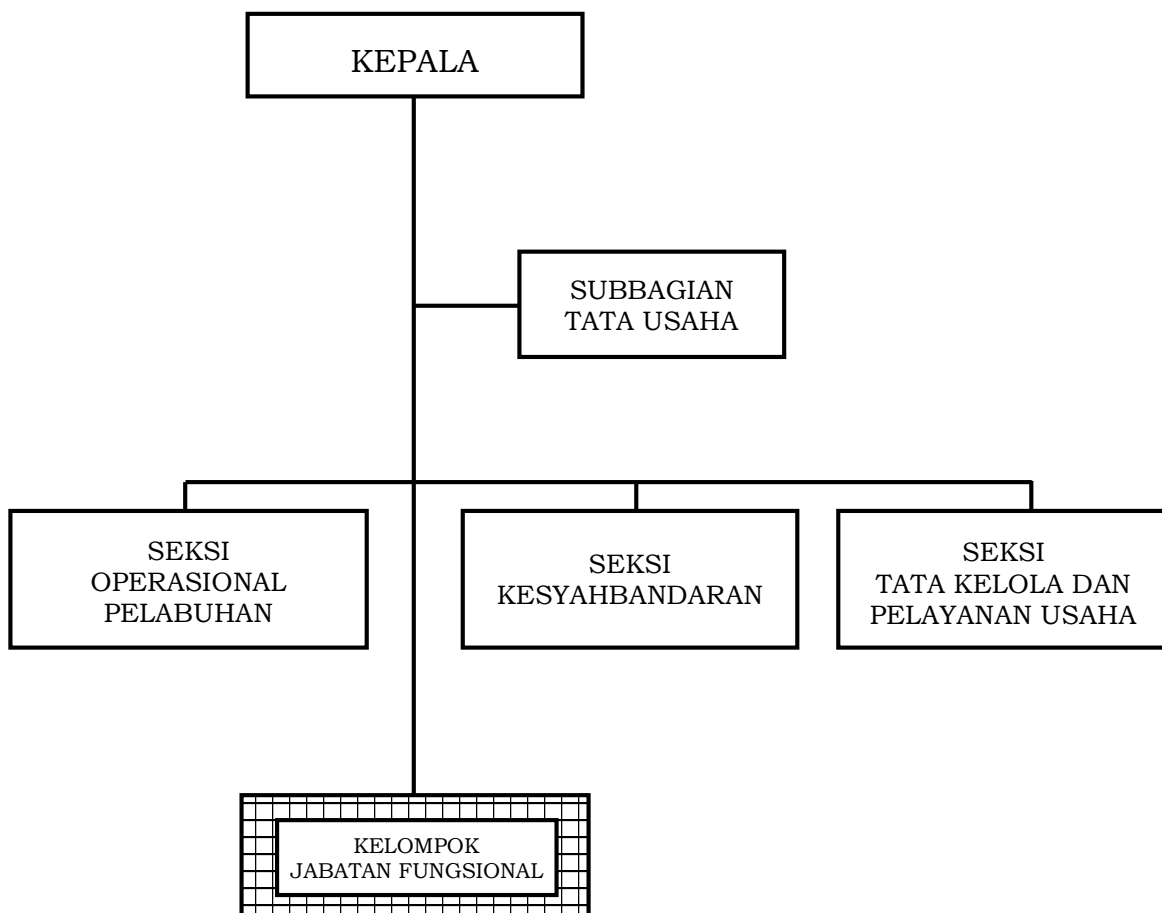 KEPALA
SUBBAGIAN
TATA USAHA
SEKSI
OPERASIONAL
PELABUHAN
SEKSI
KESYAHBANDARAN
SEKSI
TATA KELOLA DAN
PELAYANAN USAHA
KELOMPOK
JABATAN FUNGSIONAL